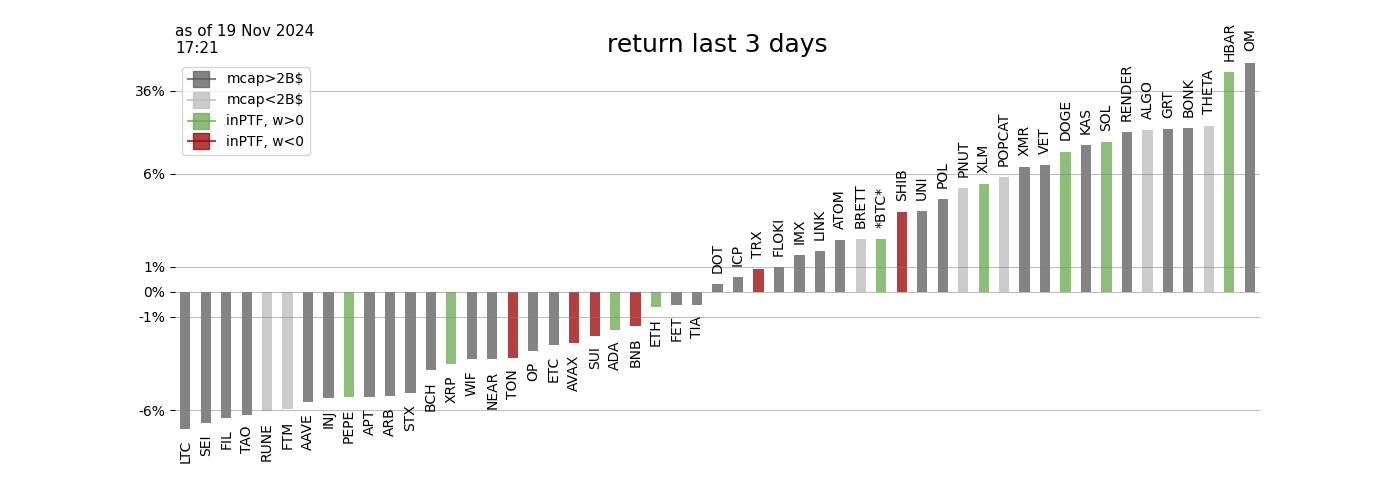 as of 19 Nov 2024
17:21
return last 3 days
mcap>2B$
mcap<2B$
inPTF, w>0
inPTF, w<0
36%
6%
1%
0%
-1%
-6%
LTC
SEI
FIL
TAO
RUNE
FTM
AAVE
INJ
PEPE
APT
ARB
STX
BCH
XRP
WIF
NEAR
TON
OP
ETC
AVAX
SUI
ADA
BNB
ETH
FET
TIA
DOT
ICP
TRX
FLOKI
IMX
LINK
ATOM
BRETT
*BTC*
SHIB
UNI
POL
PNUT
XLM
POPCAT
XMR
VET
DOGE
KAS
SOL
RENDER
ALGO
GRT
BONK
THETA
HBAR
OM